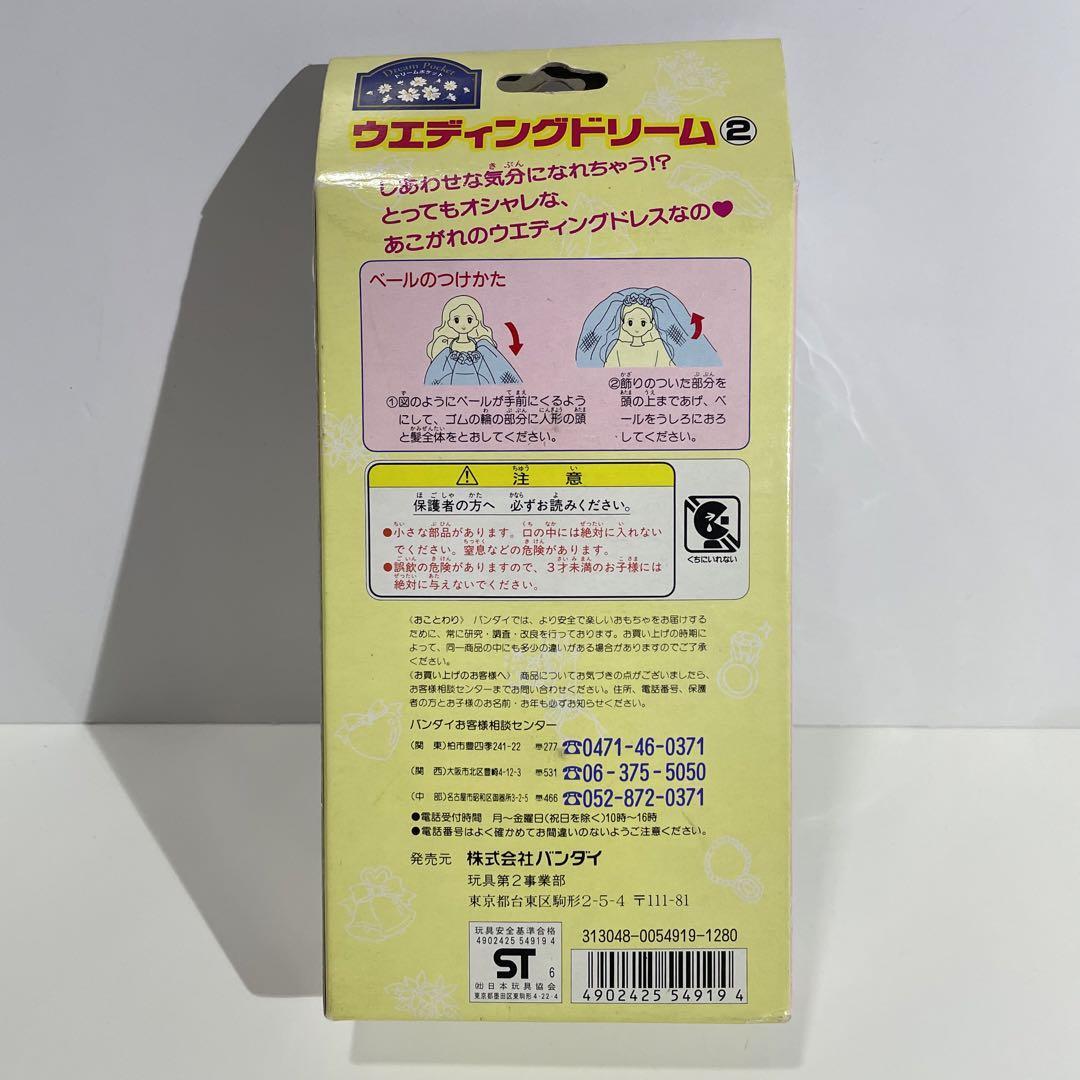 Dream Pocket
ドリームポケット
ウエディングドリーム②
しあわせな気分になれちゃう!?
とってもオシャレな、
あこがれのウエディングドレスなの♥
ベールのつけかた
①図のようにベールが手前にくるよう
にして、ゴムの輪の部分に人形の頭
と髪全体をとおしてください。
②飾りのついた部分を
頭の上まであげ、ベ
ールをうしろにおろ
してください。
⚠ 注意
保護者の方へ 必ずお読みください。
●小さな部品があります。口の中には絶対に入れない
でください。窒息などの危険があります。
●誤飲の危険がありますので、3才未満のお子様には
絶対に与えないでください。
くちにいれない
〈おことわり〉 バンダイでは、より安全で楽しいおもちゃをお届けする
ために、常に研究・調査・改良を行っております。お買い上げの時期に
よって、同一商品の中にも多少の違いがある場合がありますのでご了承
ください。
〈お買い上げのお客様へ〉 商品についてお気づきの点がございましたら、
お客様相談センターまでお問い合わせください。住所、電話番号、保護
者の方とお子様のお名前・お年も必ずお知らせください。
バンダイお客様相談センター
(関 東)柏市豊四季241-22 〒277 ☎0471-46-0371
(関 西)大阪市北区豊崎4-12-3 〒531 ☎06-375-5050
(中 部)名古屋市昭和区御器所3-2-5 〒466 ☎052-872-0371
●電話受付時間 月〜金曜日(祝日を除く)10時〜16時
●電話番号はよく確かめてお間違いのないようご注意ください。
発売元 株式会社バンダイ
玩具第2事業部
東京都台東区駒形2-5-4 〒111-81
玩具安全基準合格
4902425 54919 4
ST 6
㈳日本玩具協会
東京都墨田区東駒形4-22-4
313048-0054919-1280
4902425 549194